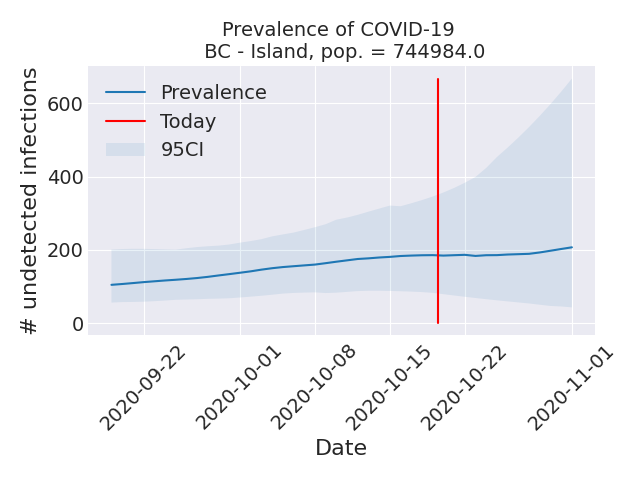 Prevalence of COVID-19
BC - Island, pop. = 744984.0
# undetected infections
600
400
200
0
Prevalence
Today
95CI
2020-09-22
2020-10-01
2020-10-08
2020-10-15
2020-10-22
2020-11-01
Date